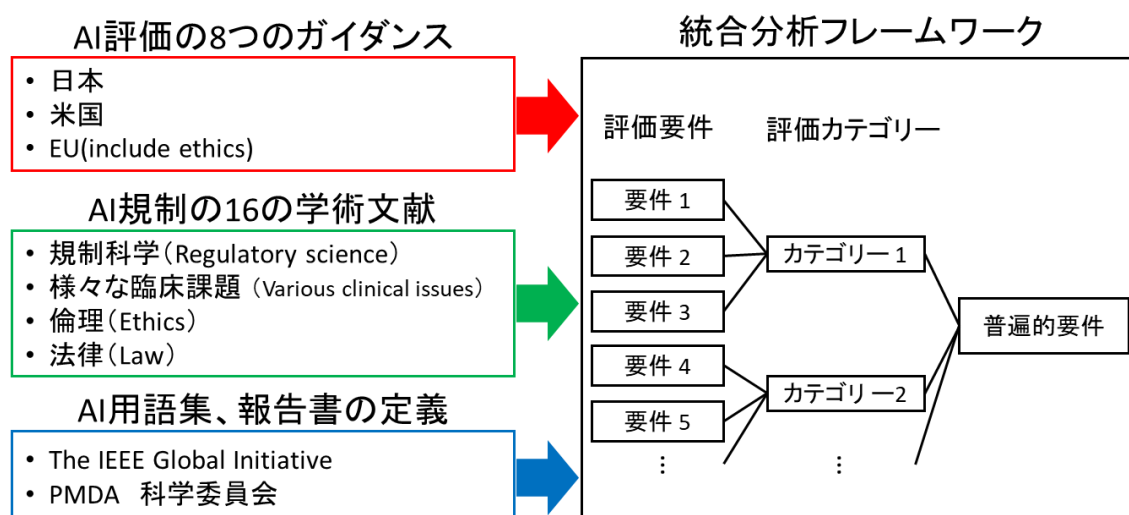 AI評価の8つのガイダンス
• 日本
• 米国
• EU(include ethics)
AI規制の16の学術文献
• 規制科学(Regulatory science)
• 様々な臨床課題 (Various clinical issues)
• 倫理(Ethics)
• 法律(Law)
AI用語集、報告書の定義
• The IEEE Global Initiative
• PMDA 科学委員会
統合分析フレームワーク
評価要件
評価カテゴリー
要件 1
要件 2
要件 3
要件 4
要件 5
⋮
カテゴリー 1
カテゴリー2
⋮
普遍的要件